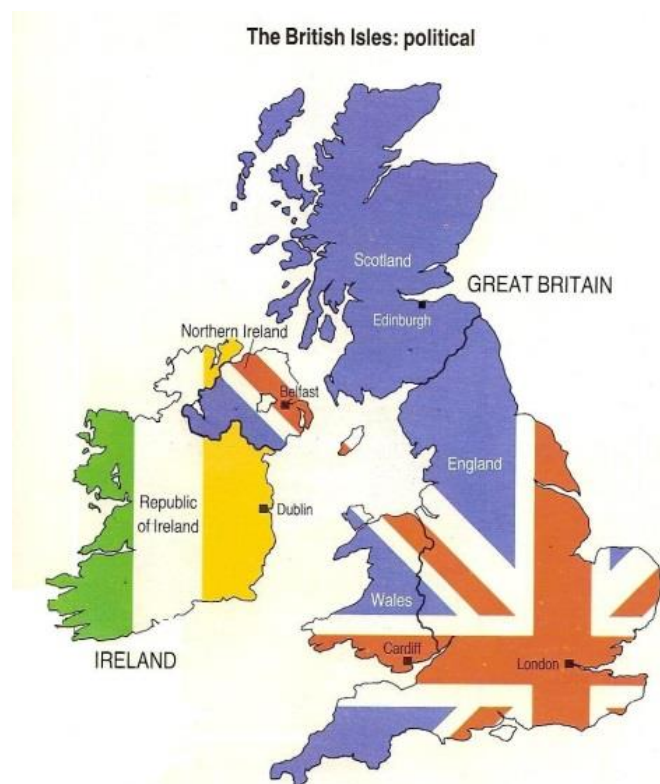 The British Isles: political
Scotland
GREAT BRITAIN
Edinburgh
Northern Ireland
Belfast
England
Republic
of Ireland
Dublin
Wales
IRELAND
Cardiff
London